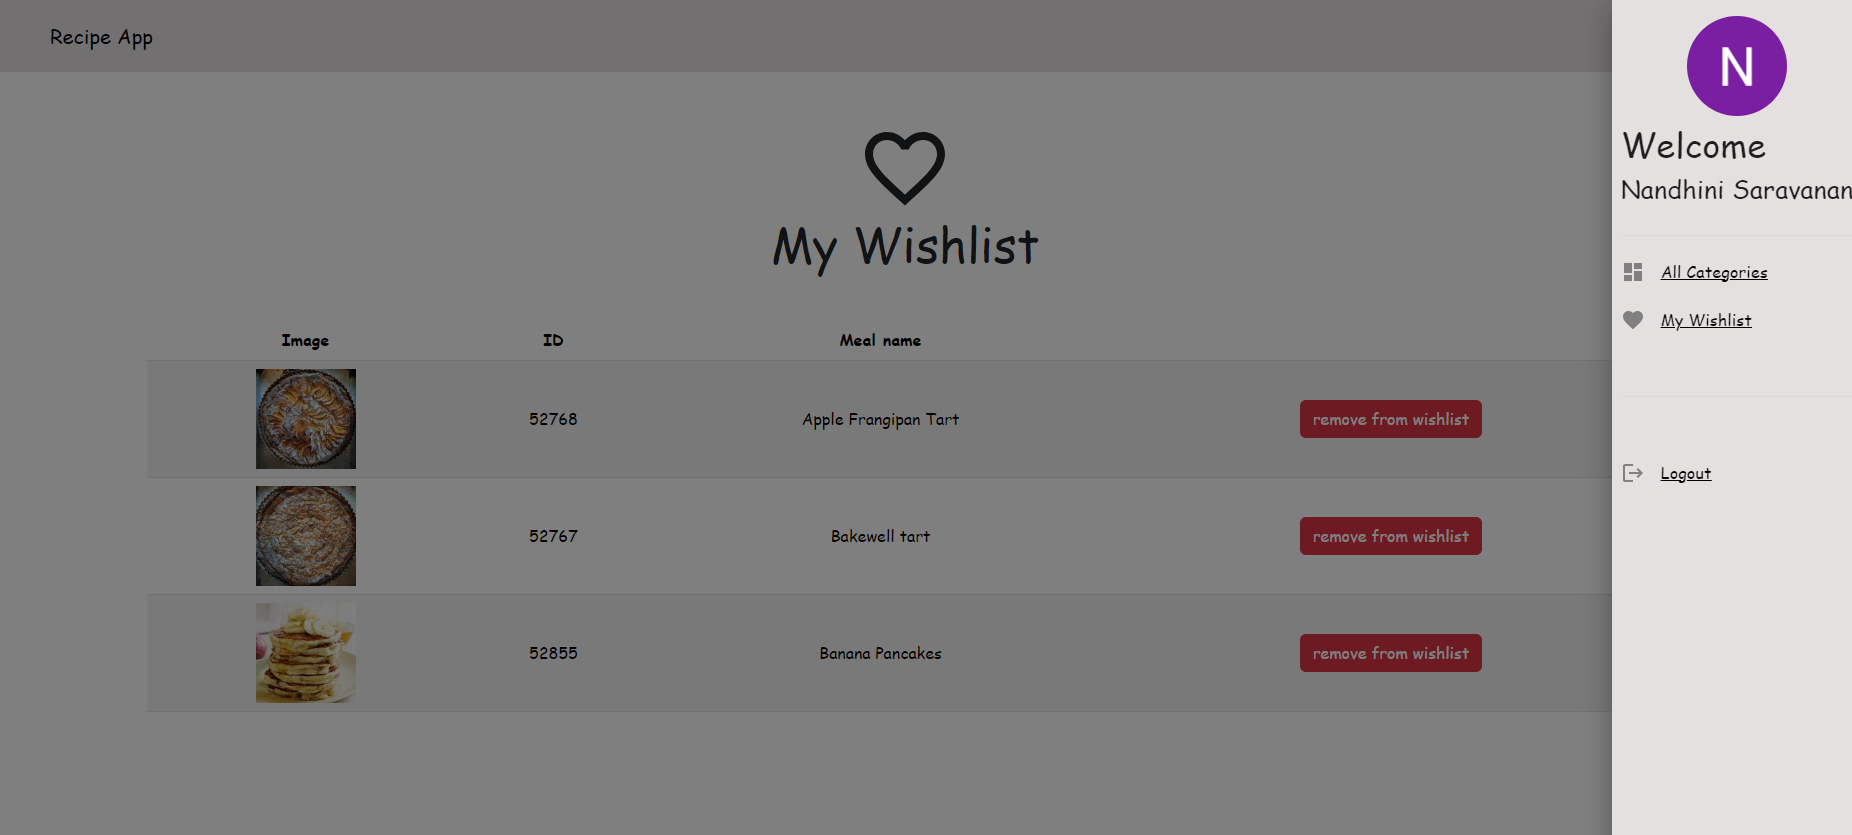 Recipe App
My Wishlist
Image ID Meal name
52768 Apple Frangipan Tart remove from wishlist
52767 Bakewell tart remove from wishlist
52855 Banana Pancakes remove from wishlist
N
Welcome
Nandhini Saravanan
All Categories
My Wishlist
Logout